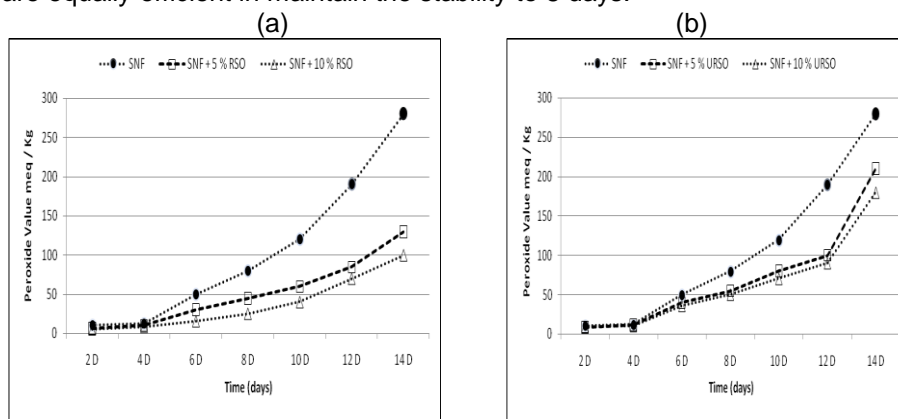 are equally efficient in maintain the stability to 8 days.
(a) (b)
SNF SNF + 5 % RSO SNF + 10 % RSO
Peroxide Value meq / Kg
300
250
200
150
100
50
0
2 D 4 D 6 D 8 D 10 D 12 D 14 D
Time (days)
SNF SNF + 5 % URSO SNF + 10 % URSO
Peroxide Value meq / Kg
300
250
200
150
100
50
0
2 D 4 D 6 D 8 D 10 D 12 D 14 D
Time (days)